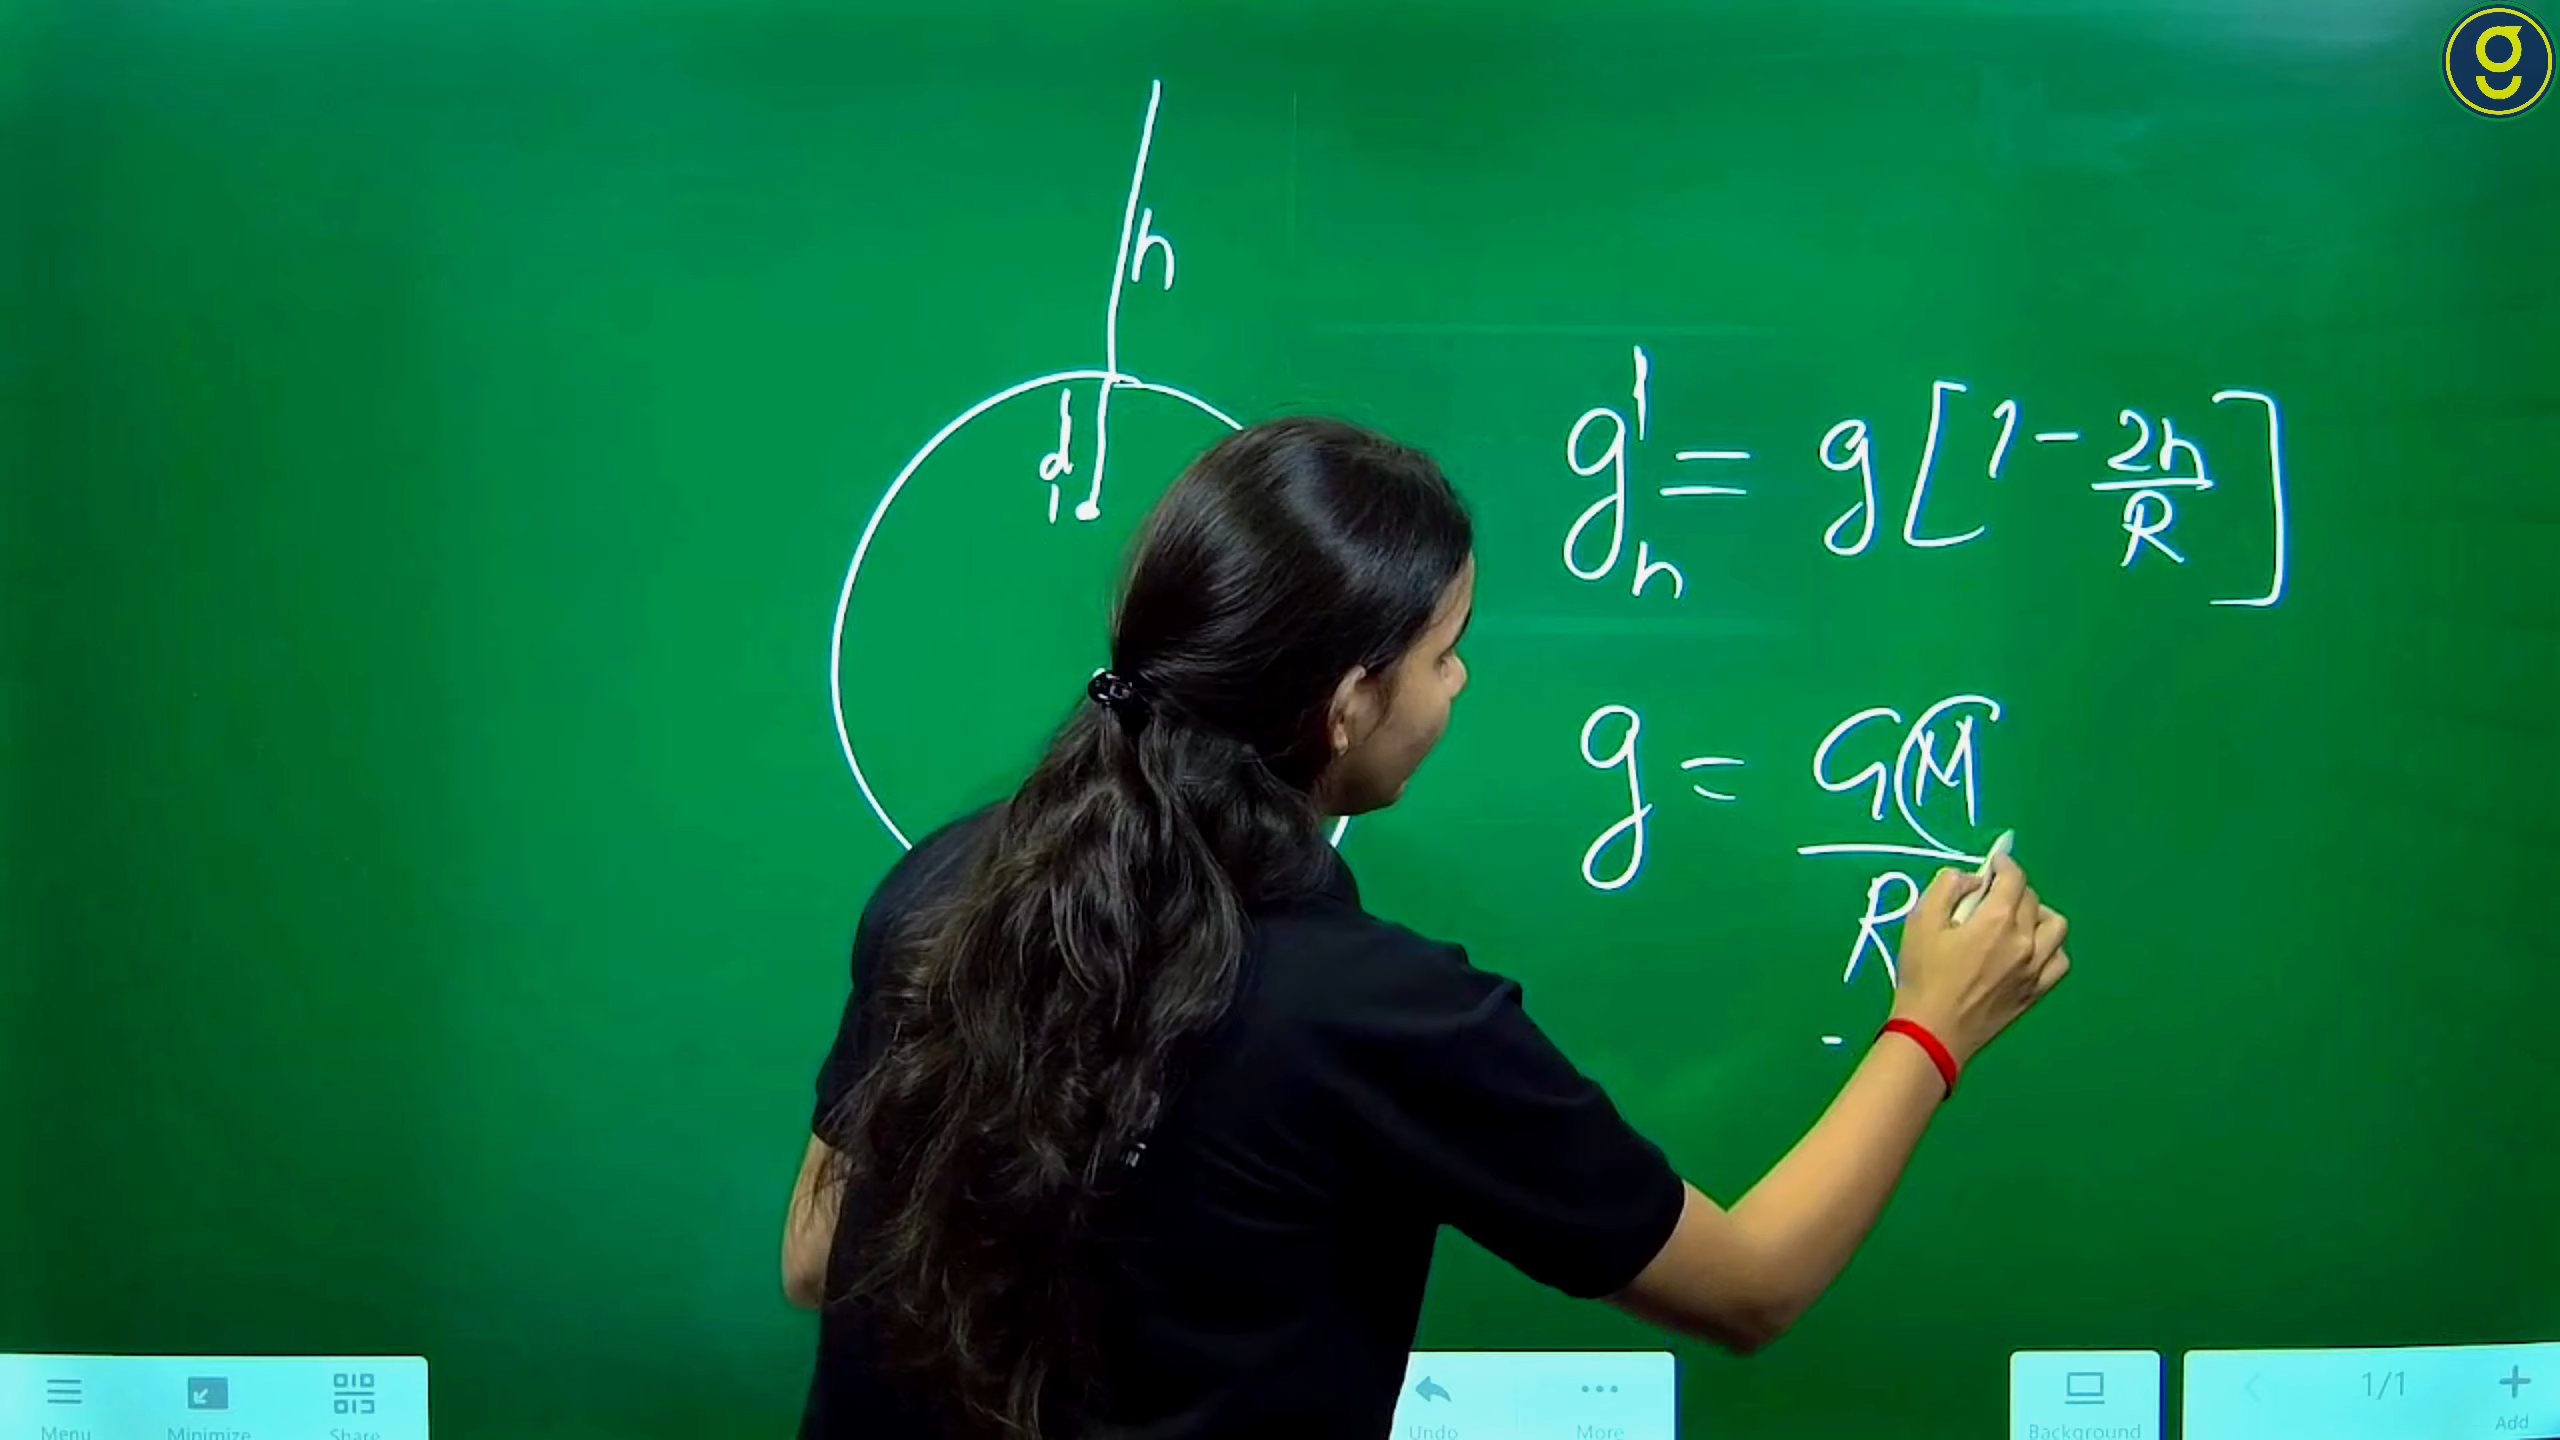 h
d
g'h = g[1 - 2h/R]
g = GM/R
-
Menu Minimize Share Undo More Background 1/1 Add